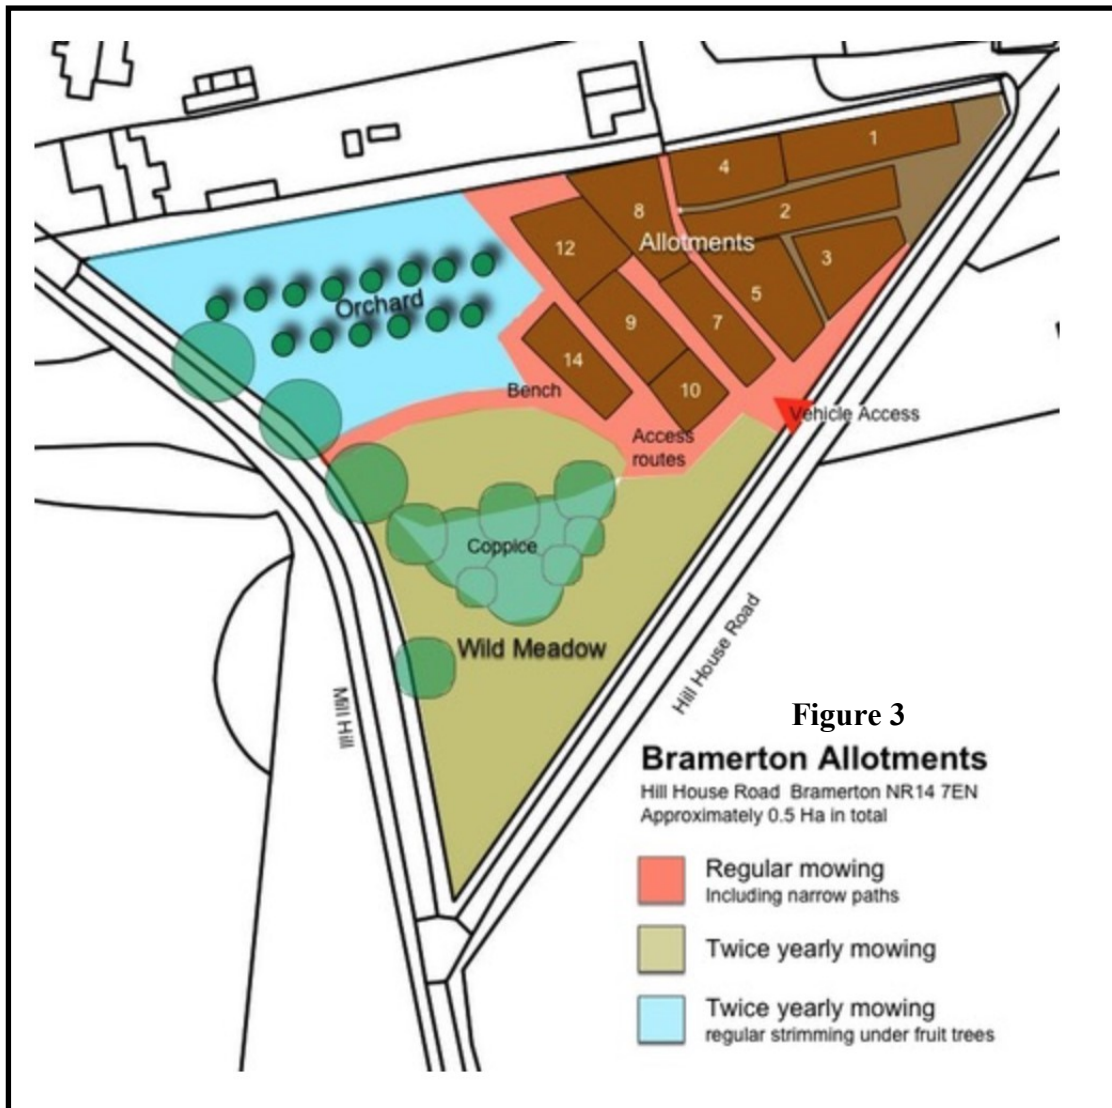 1
4
2
8
Allotments
12
3
5
Orchard
9
7
14
10
Bench
Vehicle Access
Access
routes
Coppice
Wild Meadow
Mill Hill
Hill House Road
Figure 3
Bramerton Allotments
Hill House Road Bramerton NR14 7EN
Approximately 0.5 Ha in total
Regular mowing
Including narrow paths
Twice yearly mowing
Twice yearly mowing
regular strimming under fruit trees